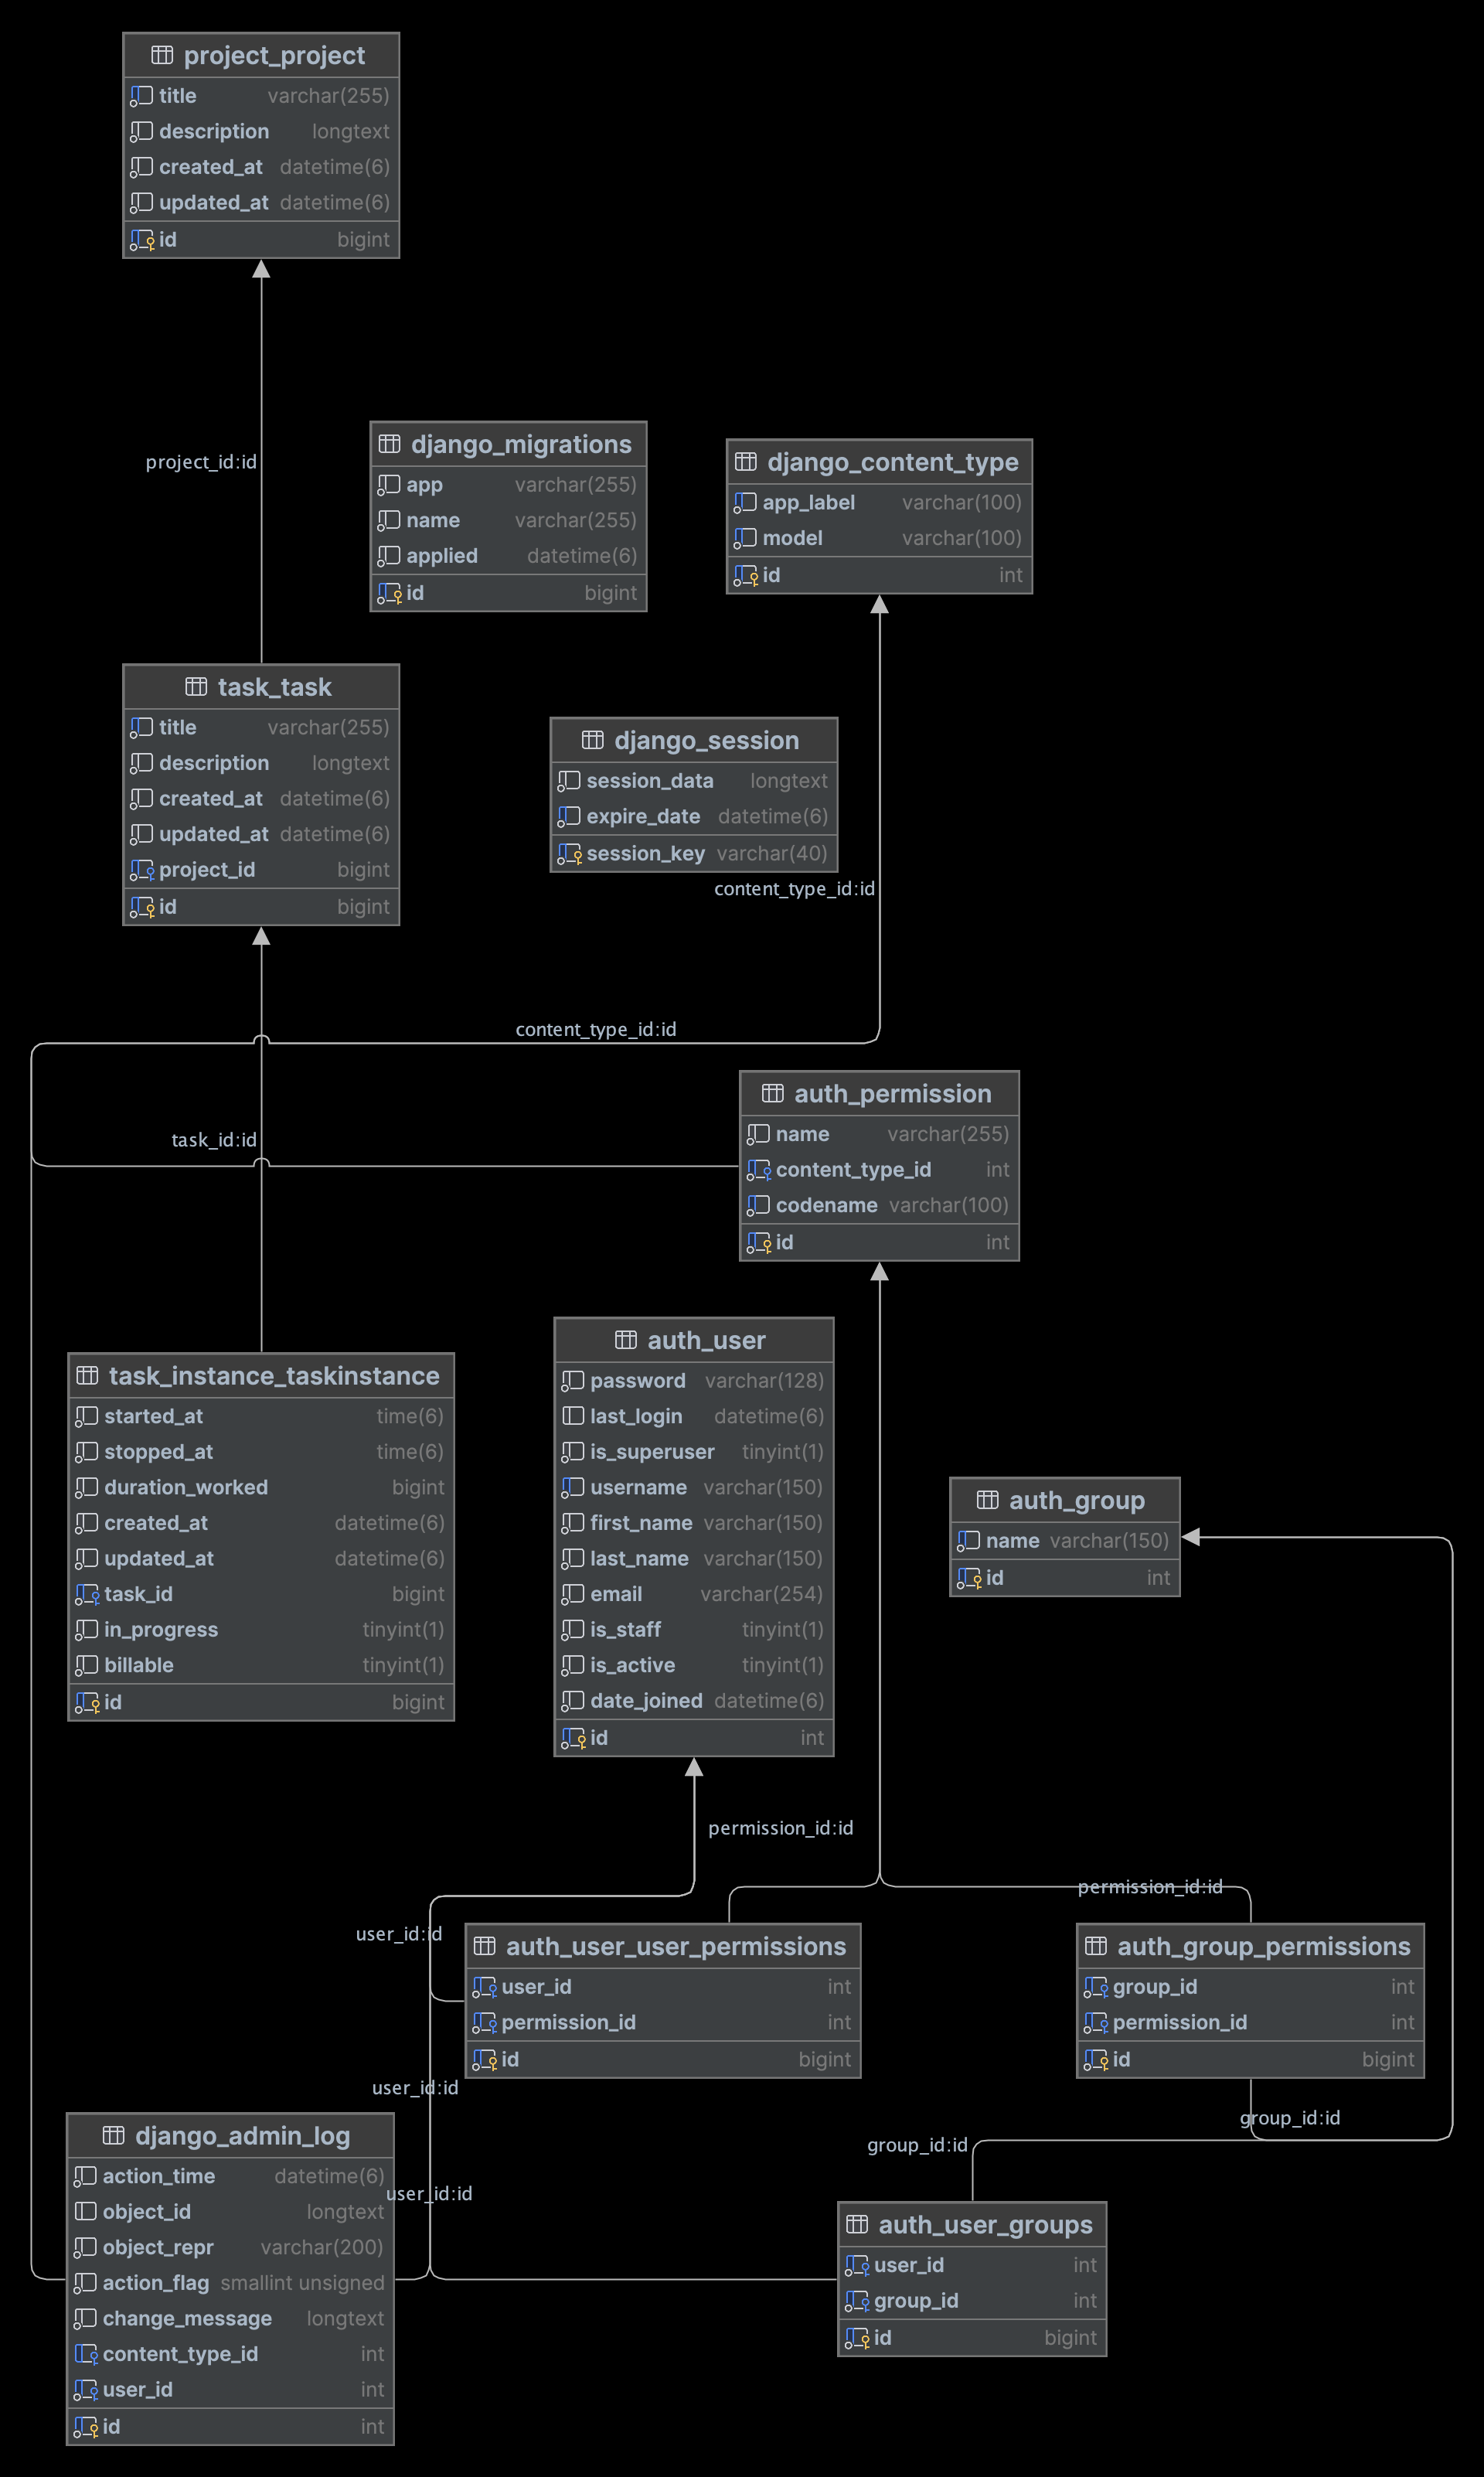 project_project
title varchar(255)
description longtext
created_at datetime(6)
updated_at datetime(6)
id bigint
project_id:id
django_migrations
app varchar(255)
name varchar(255)
applied datetime(6)
id bigint
django_content_type
app_label varchar(100)
model varchar(100)
id int
task_task
title varchar(255)
description longtext
created_at datetime(6)
updated_at datetime(6)
project_id bigint
id bigint
django_session
session_data longtext
expire_date datetime(6)
session_key varchar(40)
content_type_id:id
content_type_id:id
auth_permission
name varchar(255)
content_type_id int
codename varchar(100)
id int
task_id:id
task_instance_taskinstance
started_at time(6)
stopped_at time(6)
duration_worked bigint
created_at datetime(6)
updated_at datetime(6)
task_id bigint
in_progress tinyint(1)
billable tinyint(1)
id bigint
auth_user
password varchar(128)
last_login datetime(6)
is_superuser tinyint(1)
username varchar(150)
first_name varchar(150)
last_name varchar(150)
email varchar(254)
is_staff tinyint(1)
is_active tinyint(1)
date_joined datetime(6)
id int
auth_group
name varchar(150)
id int
permission_id:id
permission_id:id
user_id:id
auth_user_user_permissions
user_id int
permission_id int
id bigint
auth_group_permissions
group_id int
permission_id int
id bigint
user_id:id
group_id:id
group_id:id
user_id:id
django_admin_log
action_time datetime(6)
object_id longtext
object_repr varchar(200)
action_flag smallint unsigned
change_message longtext
content_type_id int
user_id int
id int
auth_user_groups
user_id int
group_id int
id bigint